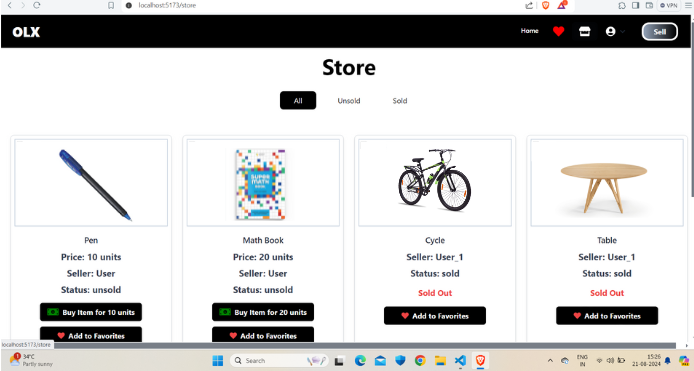 localhost:5173/store
VPN
OLX
Home
Sell
Store
All
Unsold
Sold
SUPER
MATH
Pen
Price: 10 units
Seller: User
Status: unsold
Buy Item for 10 units
Add to Favorites
Math Book
Price: 20 units
Seller: User
Status: unsold
Buy Item for 20 units
Add to Favorites
Cycle
Seller: User_1
Status: sold
Sold Out
Add to Favorites
Table
Seller: User_1
Status: sold
Sold Out
Add to Favorites
localhost:5173/store
34°C
Partly sunny
Search
ENG
IN
15:26
21-08-2024